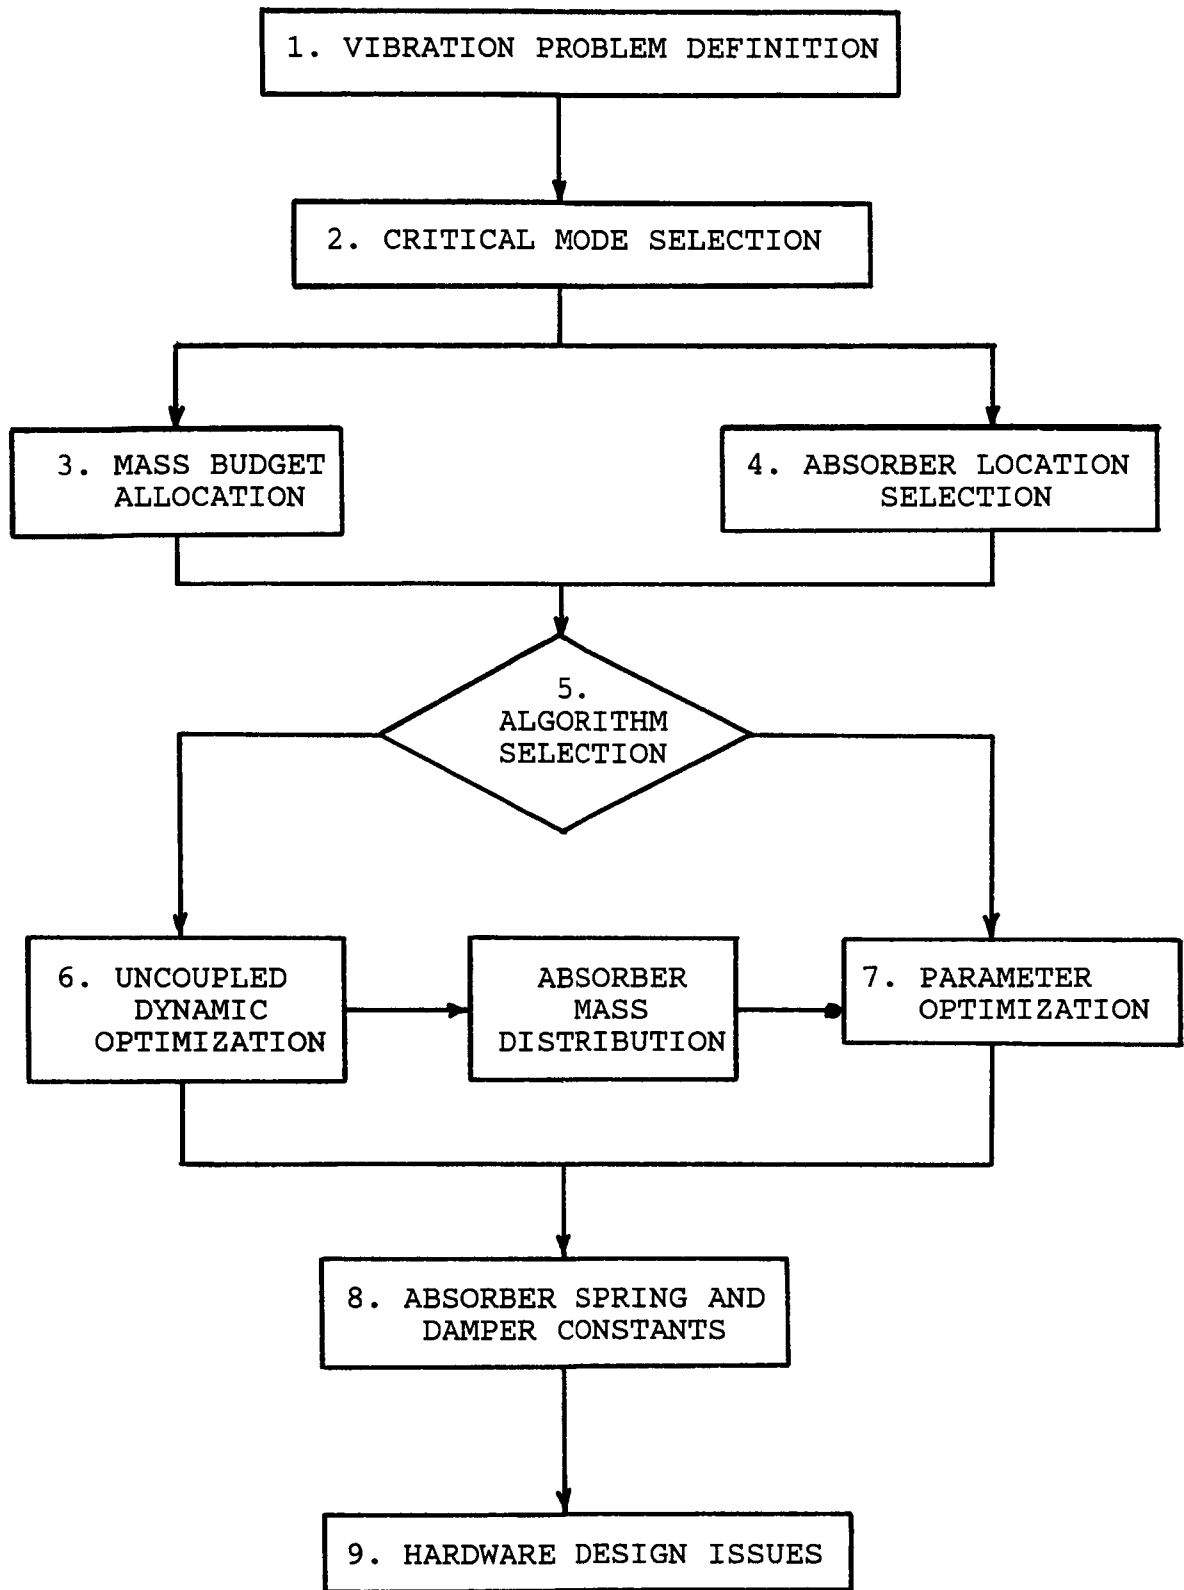 1. VIBRATION PROBLEM DEFINITION
2. CRITICAL MODE SELECTION
3. MASS BUDGET
ALLOCATION
4. ABSORBER LOCATION
SELECTION
5.
ALGORITHM
SELECTION
6. UNCOUPLED
DYNAMIC
OPTIMIZATION
ABSORBER
MASS
DISTRIBUTION
7. PARAMETER
OPTIMIZATION
8. ABSORBER SPRING AND
DAMPER CONSTANTS
9. HARDWARE DESIGN ISSUES